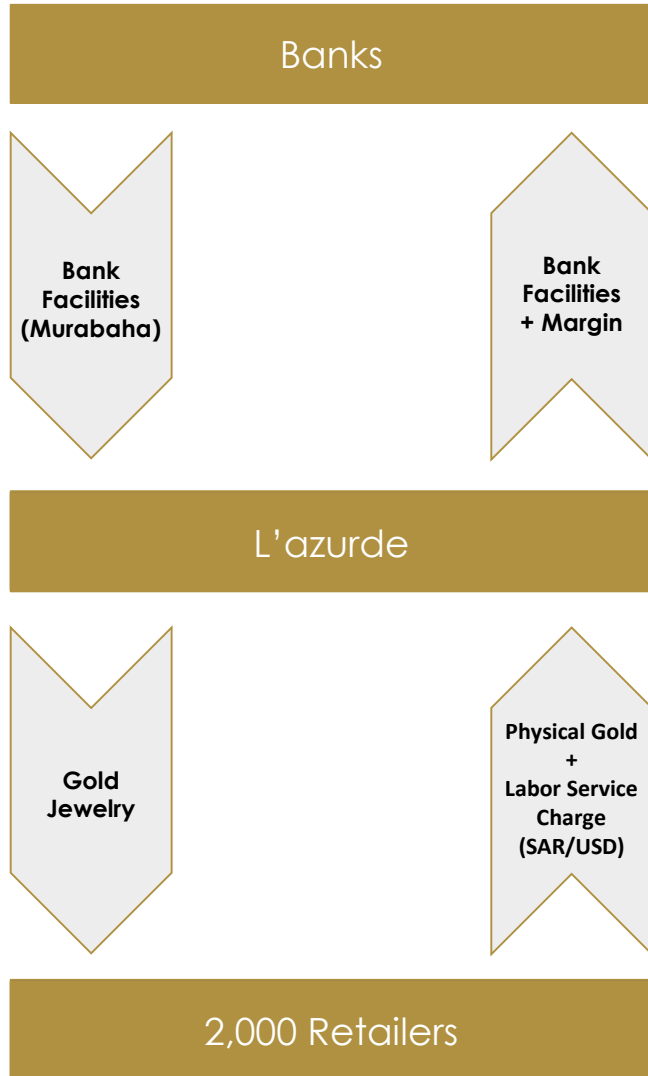 Banks
Bank
Facilities
(Murabaha)
Bank
Facilities
+ Margin
L’azurde
Gold
Jewelry
Physical Gold
+
Labor Service
Charge
(SAR/USD)
2,000 Retailers